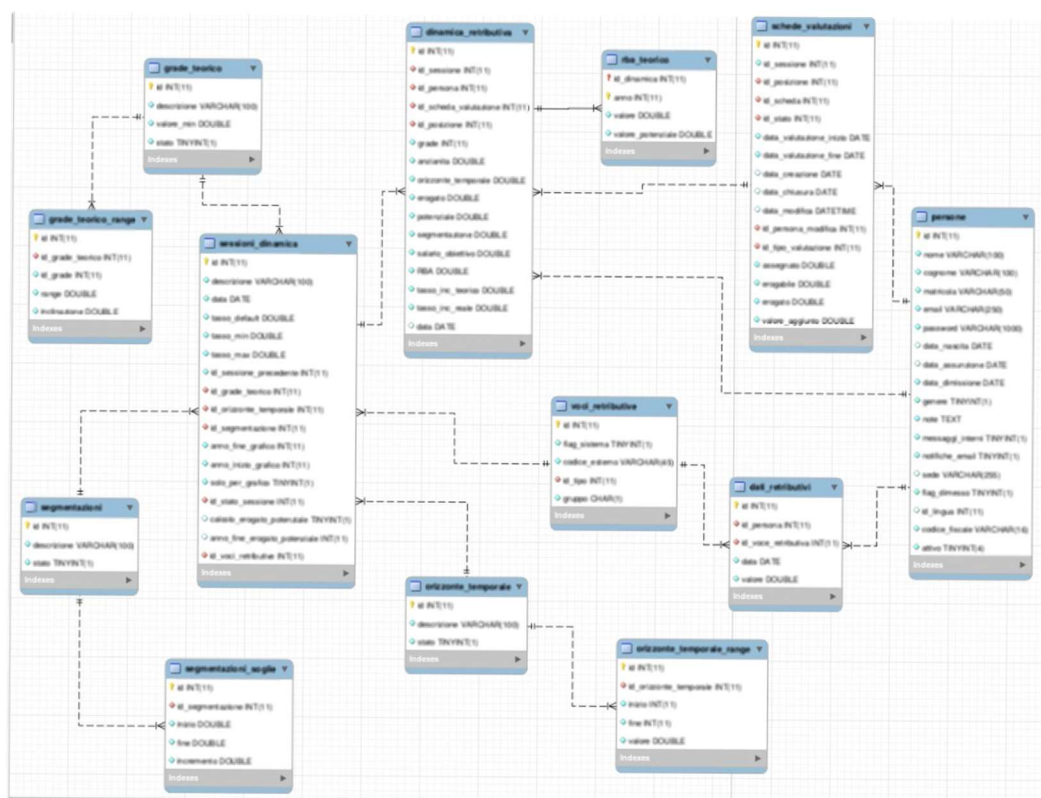 grade_teorico
id INT(11)
descrizione VARCHAR(100)
valore_min DOUBLE
stato TINYINT(1)
Indexes
grade_teorico_range
id INT(11)
id_grade_teorico INT(11)
id_grade INT(11)
range DOUBLE
inclinazione DOUBLE
Indexes
sessioni_dinamica
id INT(11)
descrizione VARCHAR(100)
data DATE
tasso_default DOUBLE
tasso_min DOUBLE
tasso_max DOUBLE
id_sessione_precedente INT(11)
id_grade_teorico INT(11)
id_orizzonte_temporale INT(11)
id_segmentazione INT(11)
anno_fine_grafico INT(11)
anno_inizio_grafico INT(11)
solo_per_grafico TINYINT(1)
id_stato_sessione INT(11)
calcolo_erogato_potenziale TINYINT(1)
anno_fine_erogato_potenziale INT(11)
id_voci_retributive INT(11)
Indexes
segmentazioni
id INT(11)
descrizione VARCHAR(100)
stato TINYINT(1)
Indexes
segmentazioni_soglie
id INT(11)
id_segmentazione INT(11)
inizio DOUBLE
fine DOUBLE
incremento DOUBLE
Indexes
dinamica_retributiva
id INT(11)
id_sessione INT(11)
id_persona INT(11)
id_scheda_valutazione INT(11)
id_posizione INT(11)
grade INT(11)
anzianita DOUBLE
orizzonte_temporale DOUBLE
erogato DOUBLE
potenziale DOUBLE
segmentazione DOUBLE
salario_obiettivo DOUBLE
RBA DOUBLE
tasso_inc_teorico DOUBLE
tasso_inc_reale DOUBLE
data DATE
Indexes
rba_teorico
id_dinamica INT(11)
anno INT(11)
valore DOUBLE
valore_potenziale DOUBLE
Indexes
schede_valutazioni
id INT(11)
id_sessione INT(11)
id_posizione INT(11)
id_scheda INT(11)
id_stato INT(11)
data_valutazione_inizio DATE
data_valutazione_fine DATE
data_creazione DATE
data_chiusura DATE
data_modifica DATETIME
id_persona_modifica INT(11)
id_tipo_valutazione INT(11)
assegnato DOUBLE
erogabile DOUBLE
erogato DOUBLE
valore_aggiunto DOUBLE
Indexes
persone
id INT(11)
nome VARCHAR(100)
cognome VARCHAR(100)
matricola VARCHAR(50)
email VARCHAR(250)
password VARCHAR(1000)
data_nascita DATE
data_assunzione DATE
data_dimissione DATE
genere TINYINT(1)
note TEXT
messaggi_interni TINYINT(1)
notifiche_email TINYINT(1)
sede VARCHAR(255)
flag_dimesso TINYINT(1)
id_lingua INT(11)
codice_fiscale VARCHAR(16)
attivo TINYINT(4)
Indexes
voci_retributive
id INT(11)
flag_sistema TINYINT(1)
codice_esterno VARCHAR(45)
id_tipo INT(11)
gruppo CHAR(1)
Indexes
dati_retributivi
id INT(11)
id_persona INT(11)
id_voce_retributiva INT(11)
data DATE
valore DOUBLE
Indexes
orizzonte_temporale
id INT(11)
descrizione VARCHAR(100)
stato TINYINT(1)
Indexes
orizzonte_temporale_range
id INT(11)
id_orizzonte_temporale INT(11)
inizio INT(11)
fine INT(11)
valore DOUBLE
Indexes